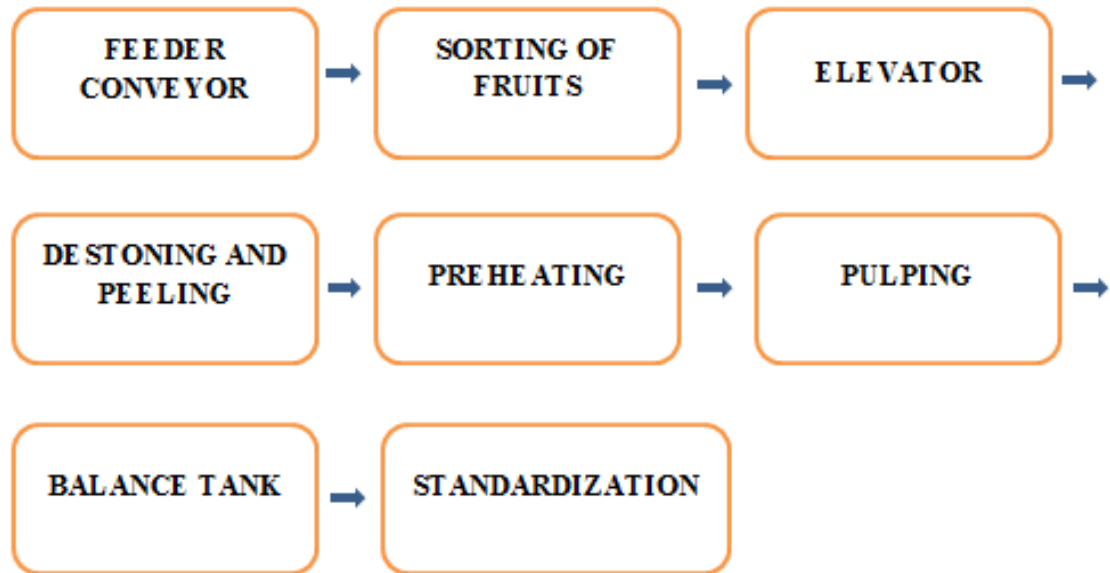 FEEDER
CONVEYOR
SORTING OF
FRUITS
ELEVATOR
DESTONING AND
PEELING
PREHEATING
PULPING
BALANCE TANK
STANDARDIZATION